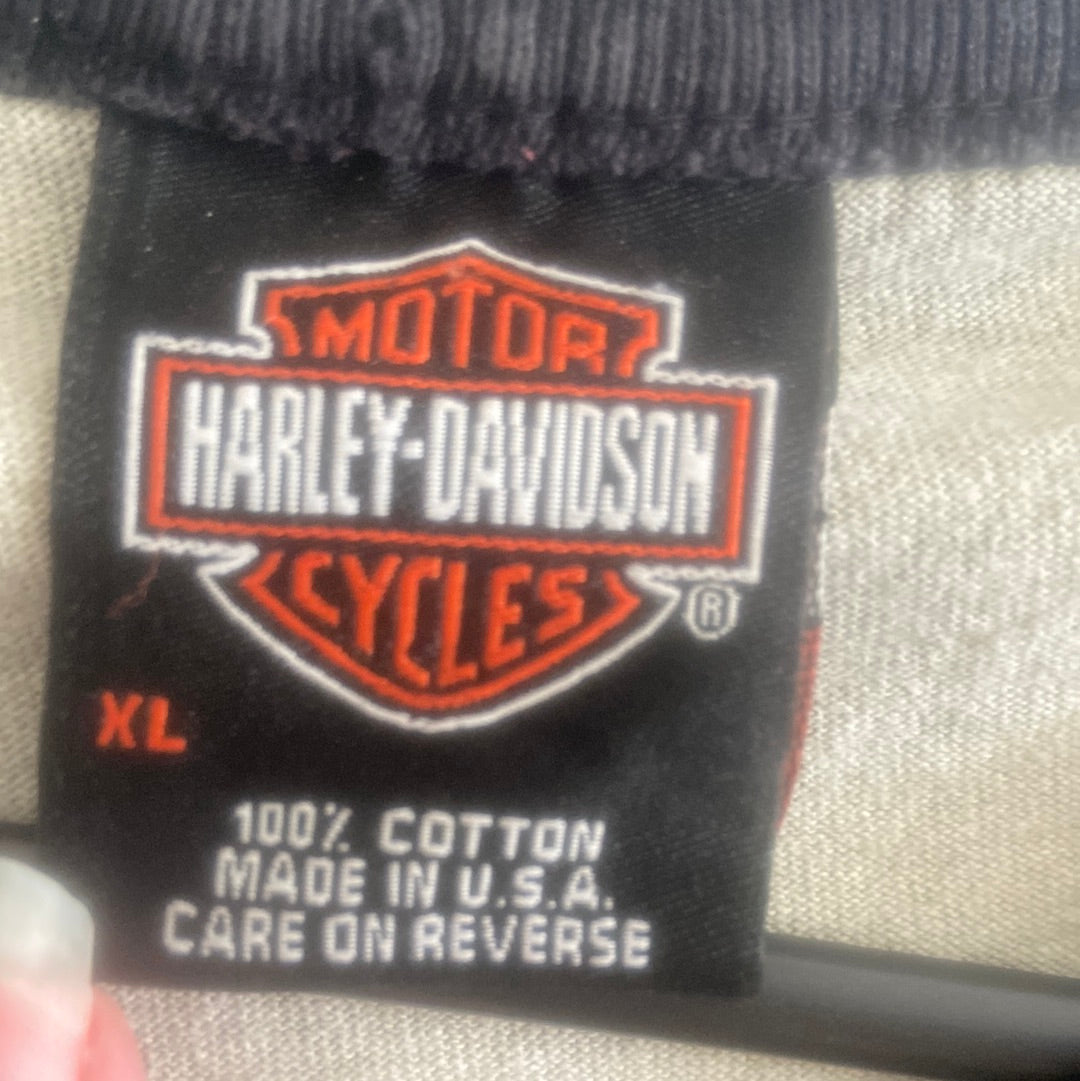 MOTOR
HARLEY-DAVIDSON
CYCLES
®
XL
100% COTTON
MADE IN U.S.A.
CARE ON REVERSE